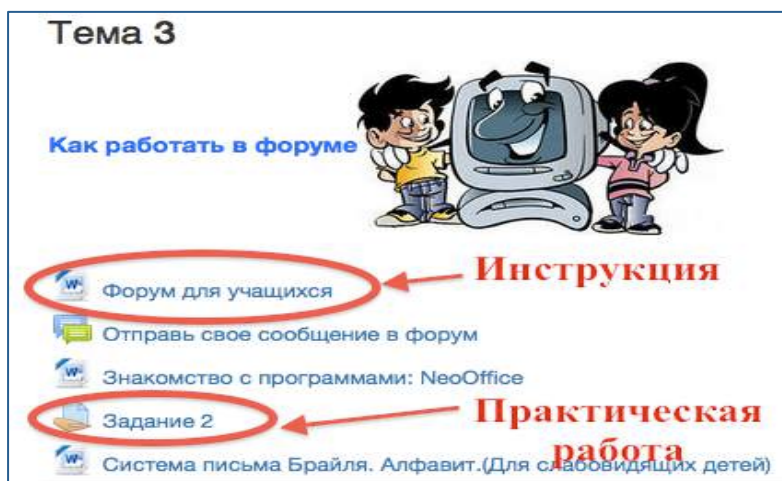 Тема 3
Как работать в форуме
Форум для учащихся
Инструкция
Отправь свое сообщение в форум
Знакомство с программами: NeoOffice
Задание 2
Практическая
работа
Система письма Брайля. Алфавит.(Для слабовидящих детей)